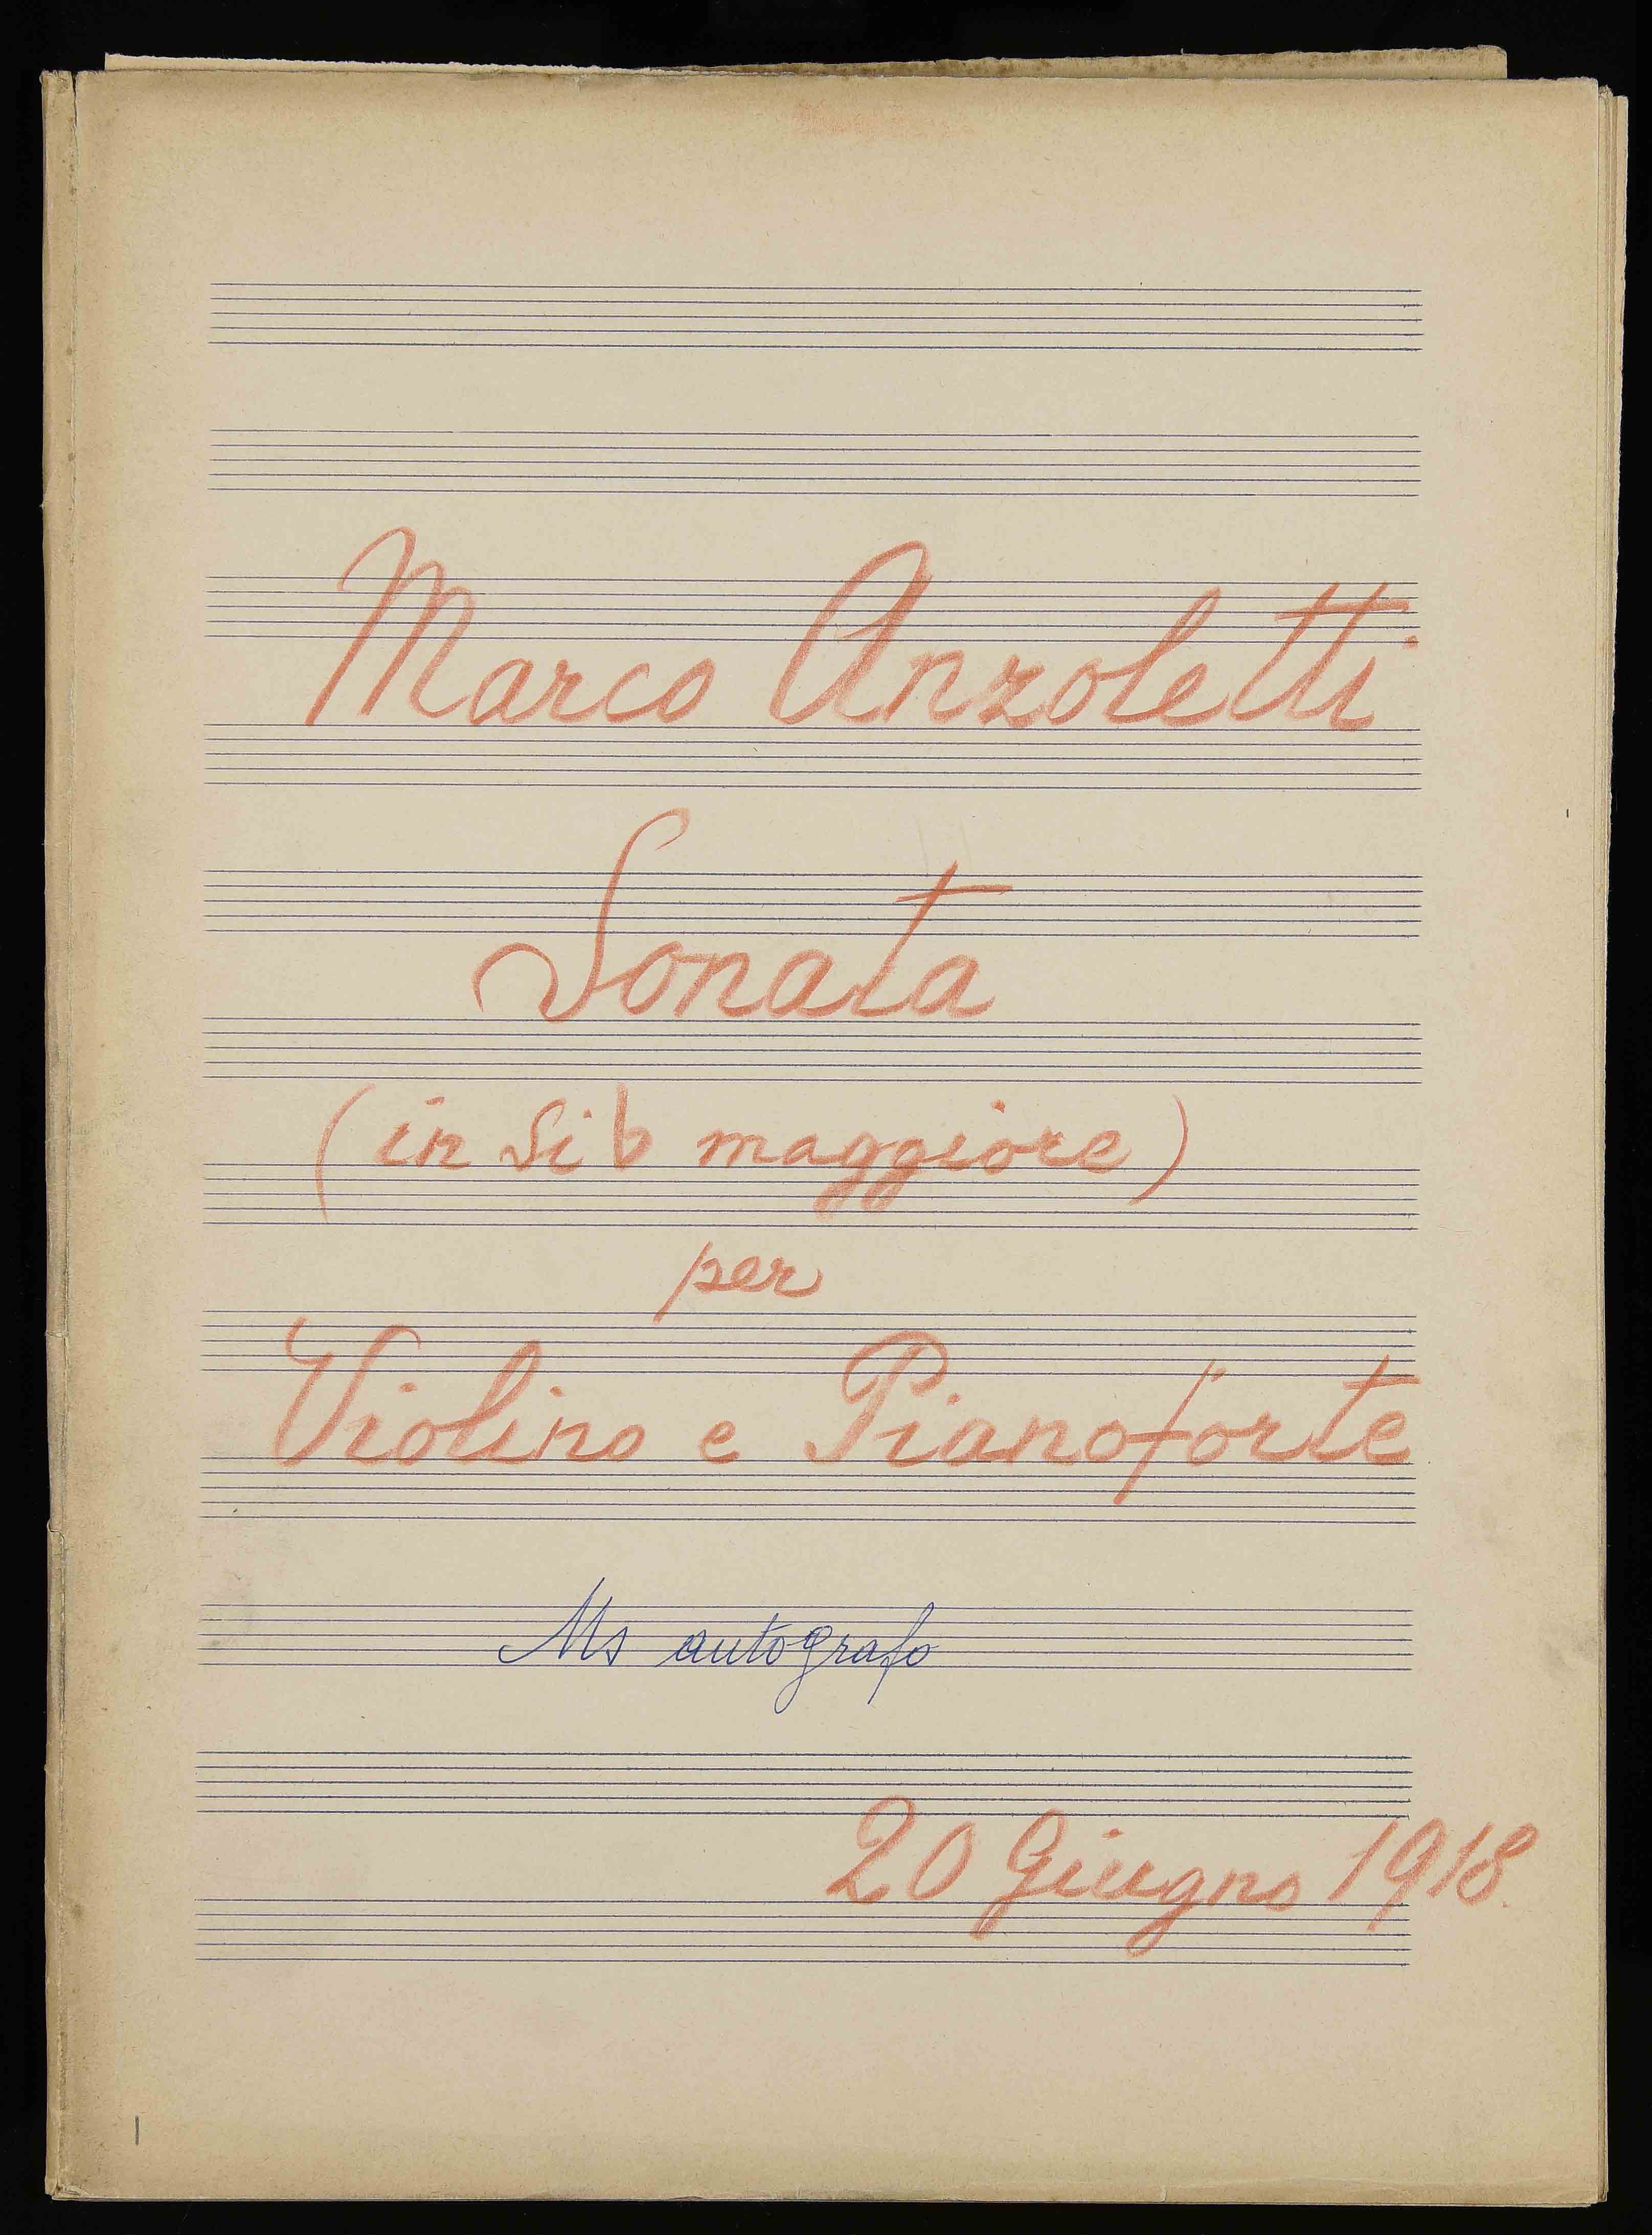 Marco Anzoletti
Sonata
(in Si b maggiore)
per
Violino e Pianoforte
Ms autografo
20 Giugno 1918.